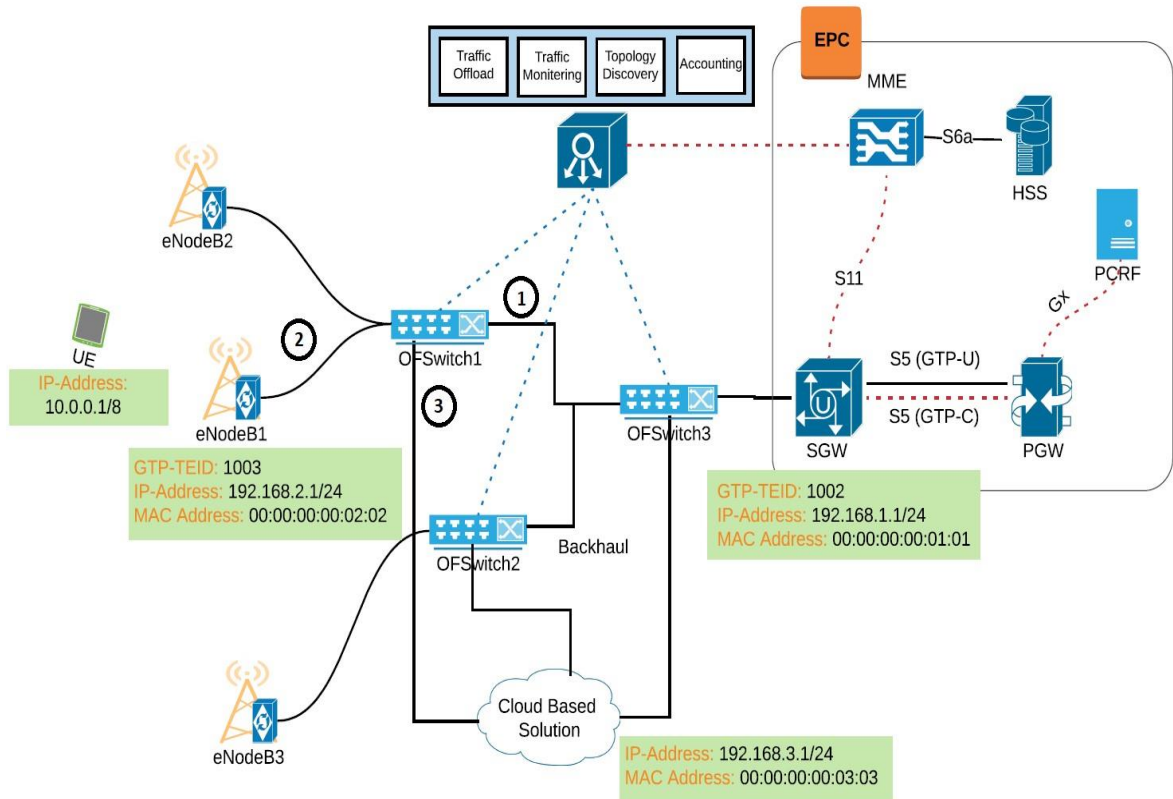 Traffic
Offload
Traffic
Monitering
Topology
Discovery
Accounting
EPC
MME
S6a
HSS
eNodeB2
PCRF
S11
Gx
1
2
UE
OFSwitch1
IP-Address:
10.0.0.1/8
3
S5 (GTP-U)
eNodeB1
OFSwitch3
U
S5 (GTP-C)
SGW
PGW
GTP-TEID: 1003
IP-Address: 192.168.2.1/24
MAC Address: 00:00:00:00:02:02
GTP-TEID: 1002
IP-Address: 192.168.1.1/24
MAC Address: 00:00:00:00:01:01
OFSwitch2
Backhaul
Cloud Based
Solution
eNodeB3
IP-Address: 192.168.3.1/24
MAC Address: 00:00:00:00:03:03